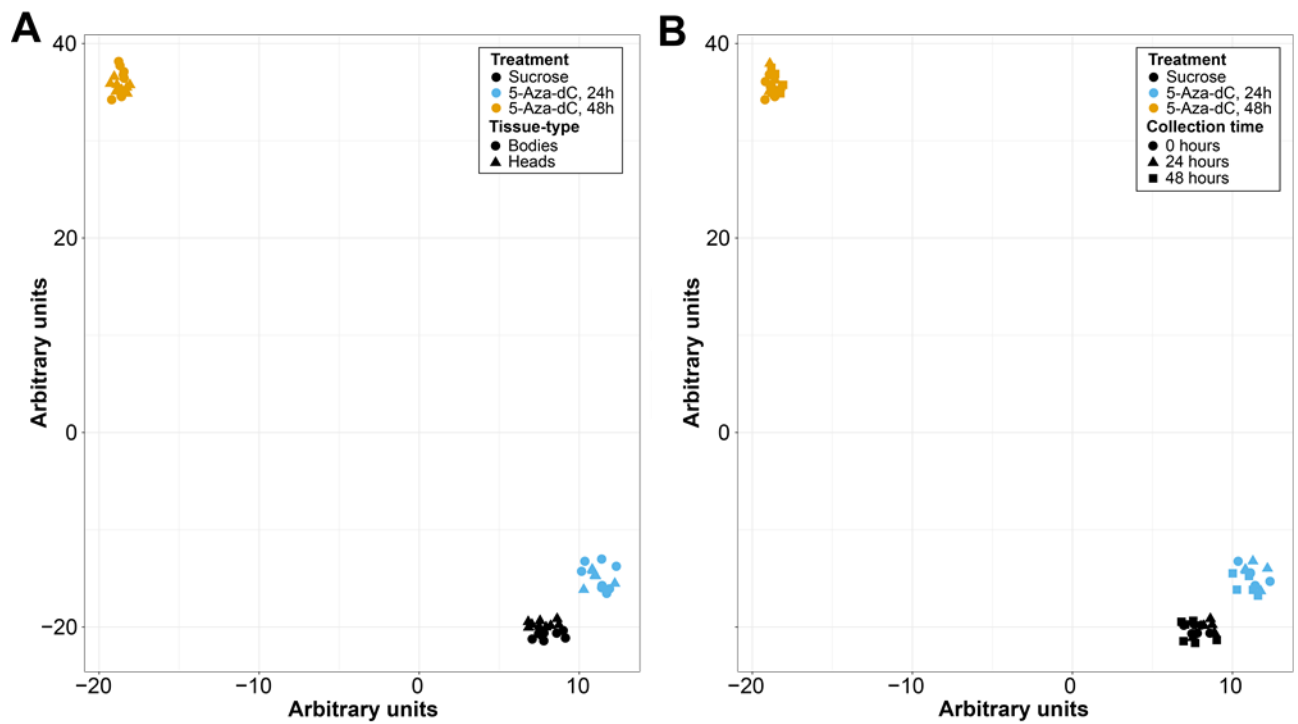 A
40
20
0
−20
−20
−10
0
10
Arbitrary units
Arbitrary units
Treatment
Sucrose
5-Aza-dC, 24h
5-Aza-dC, 48h
Tissue-type
Bodies
Heads
B
40
20
0
−20
−20
−10
0
10
Arbitrary units
Arbitrary units
Treatment
Sucrose
5-Aza-dC, 24h
5-Aza-dC, 48h
Collection time
0 hours
24 hours
48 hours